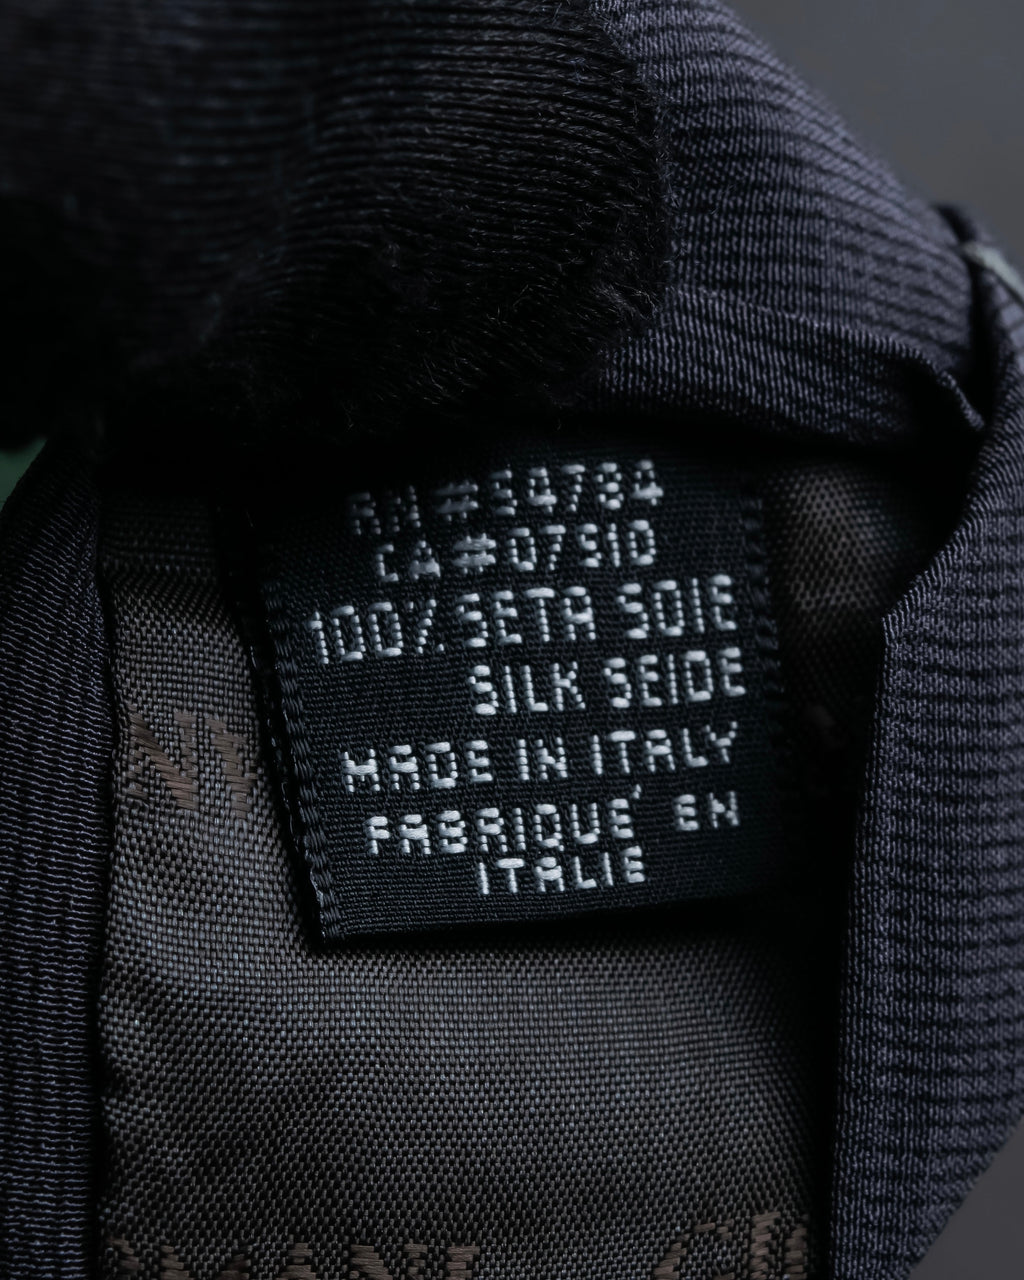 RN #54784
CA #07910
100% SETA SOIE
SILK SEIDE
MADE IN ITALY
FABRIQUE' EN
ITALIE